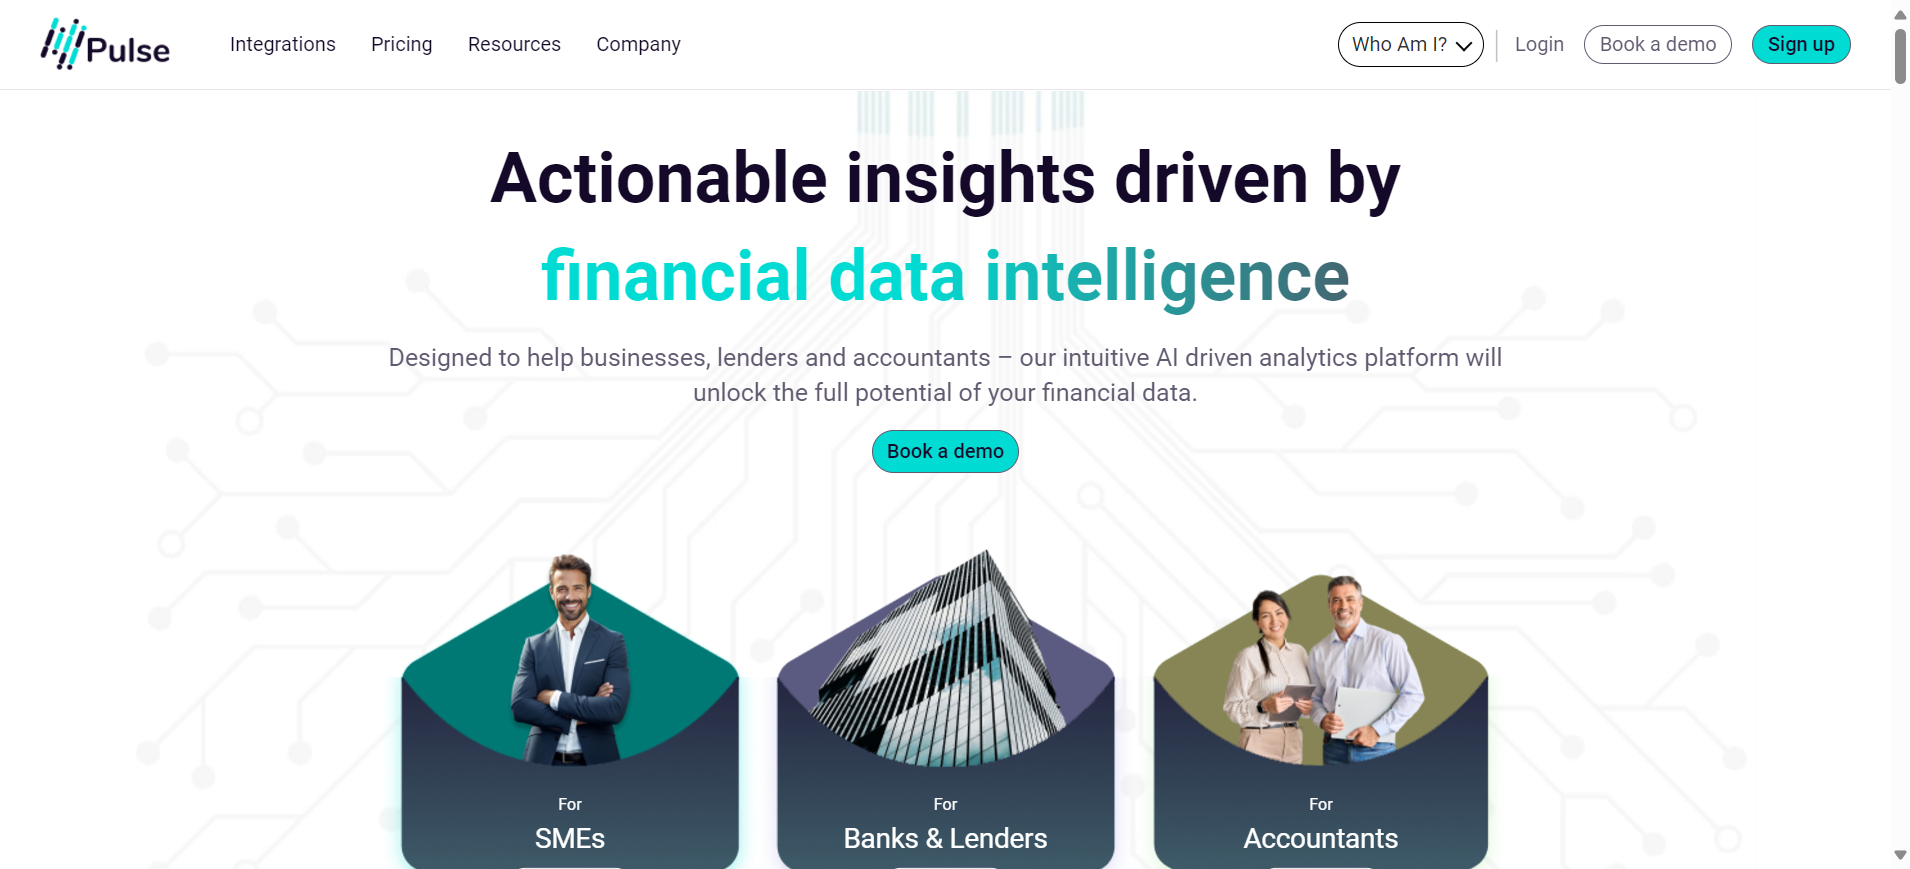 Pulse
Integrations
Pricing
Resources
Company
Who Am I?
Login
Book a demo
Sign up
Actionable insights driven by
financial data intelligence
Designed to help businesses, lenders and accountants – our intuitive AI driven analytics platform will
unlock the full potential of your financial data.
Book a demo
For
SMEs
For
Banks & Lenders
For
Accountants